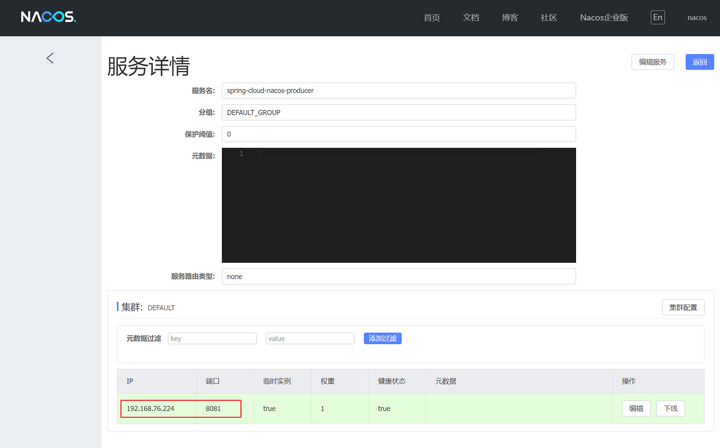 NACOS. 首页 文档 博客 社区 Nacos企业版 En nacos
服务详情 编辑服务 返回
服务名: spring-cloud-nacos-producer
分组: DEFAULT_GROUP
保护阈值: 0
元数据: 1
服务路由类型: none
集群: DEFAULT 集群配置
元数据过滤 key value 添加过滤
IP 端口 临时实例 权重 健康状态 元数据 操作
192.168.76.224 8081 true 1 true 编辑 下线